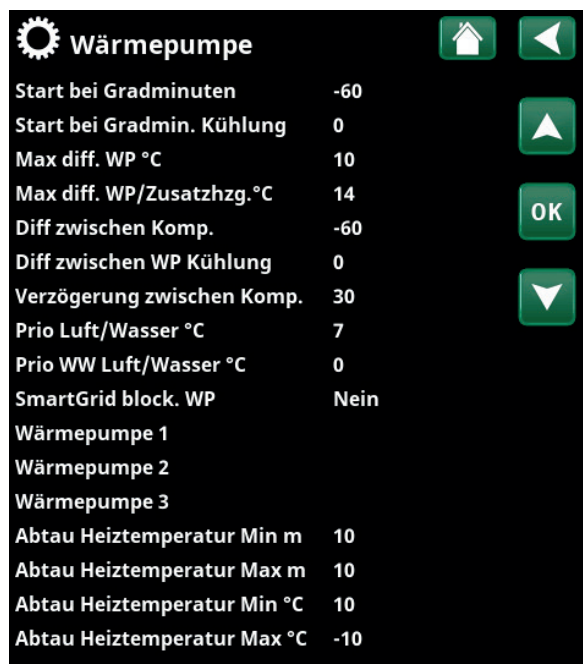 Wärmepumpe
Start bei Gradminuten -60
Start bei Gradmin. Kühlung 0
Max diff. WP °C 10
Max diff. WP/Zusatzhzg.°C 14
OK
Diff zwischen Komp. -60
Diff zwischen WP Kühlung 0
Verzögerung zwischen Komp. 30
Prio Luft/Wasser °C 7
Prio WW Luft/Wasser °C 0
SmartGrid block. WP Nein
Wärmepumpe 1
Wärmepumpe 2
Wärmepumpe 3
Abtau Heiztemperatur Min m 10
Abtau Heiztemperatur Max m 10
Abtau Heiztemperatur Min °C 10
Abtau Heiztemperatur Max °C -10